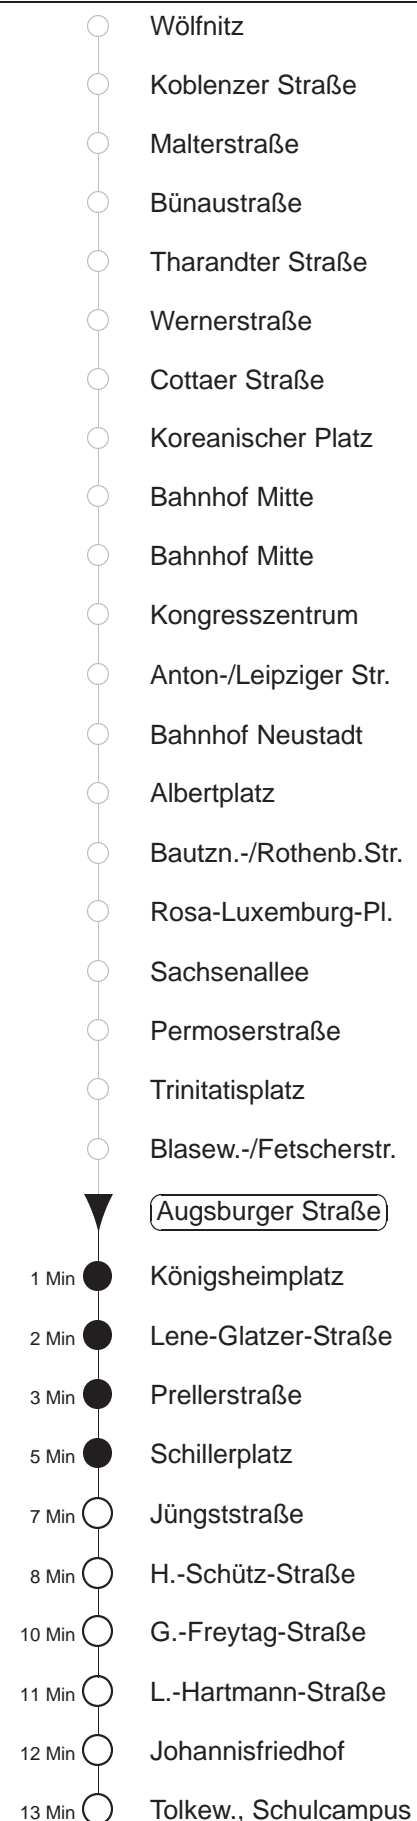 Wölfnitz
Koblenzer Straße
Malterstraße
Bünaustraße
Tharandter Straße
Wernerstraße
Cottaer Straße
Koreanischer Platz
Bahnhof Mitte
Bahnhof Mitte
Kongresszentrum
Anton-/Leipziger Str.
Bahnhof Neustadt
Albertplatz
Bautzn.-/Rothenb.Str.
Rosa-Luxemburg-Pl.
Sachsenallee
Permoserstraße
Trinitatisplatz
Blasew.-/Fetscherstr.
Augsburger Straße
1 Min Königsheimplatz
2 Min Lene-Glatzer-Straße
3 Min Prellerstraße
5 Min Schillerplatz
7 Min Jüngststraße
8 Min H.-Schütz-Straße
10 Min G.-Freytag-Straße
11 Min L.-Hartmann-Straße
12 Min Johannisfriedhof
13 Min Tolkew., Schulcampus